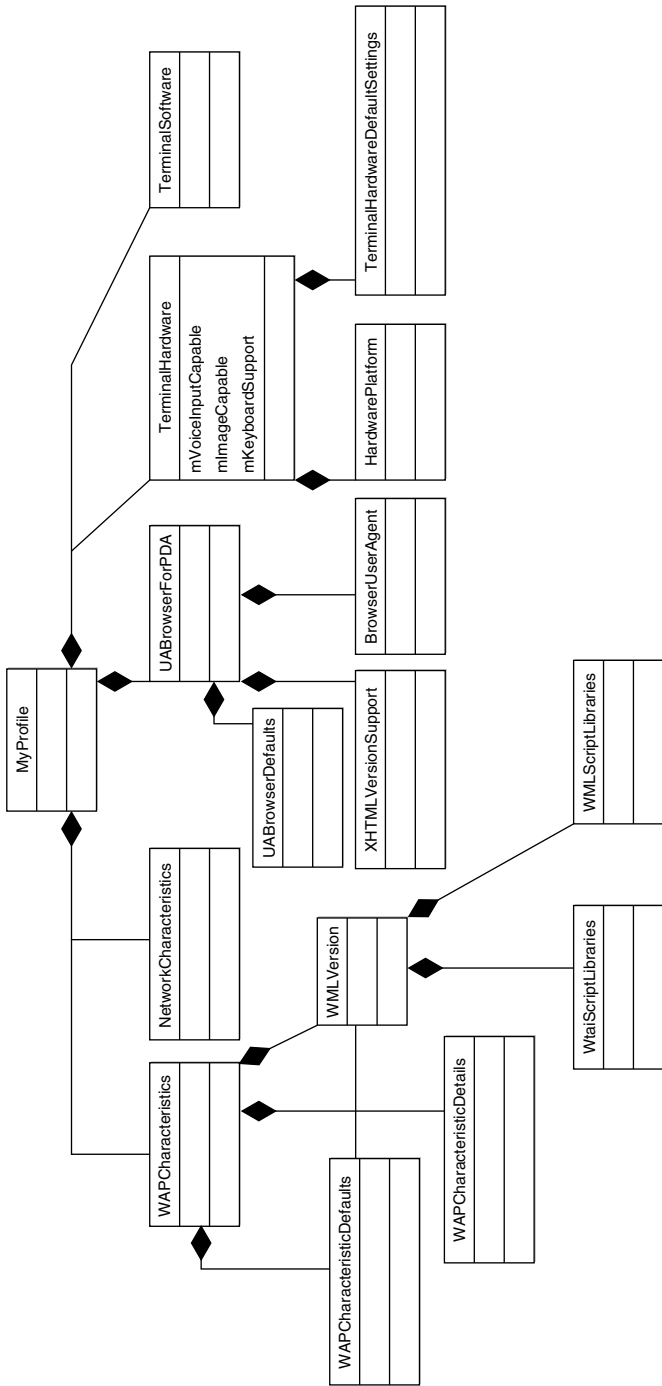 MyProfile
WAPCharacteristics
NetworkCharacteristics
UABrowserForPDA
TerminalHardware
mVoiceInputCapable
mImageCapable
mKeyboardSupport
TerminalSoftware
UABrowserDefaults
WAPCharacteristicDefaults
WMLVersion
XHTMLVersionSupport
BrowserUserAgent
HardwarePlatform
TerminalHardwareDefaultSettings
WAPCharacteristicDetails
WtaiScriptLibraries
WMLScriptLibraries